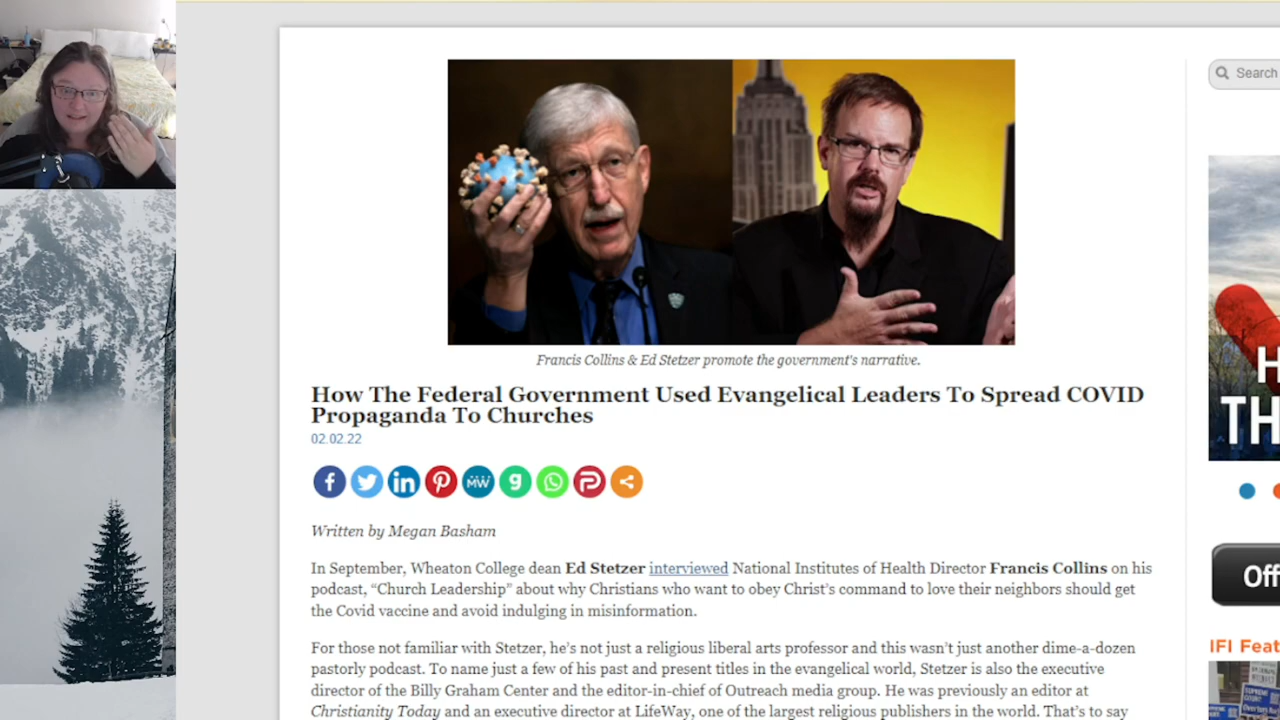 Search
Francis Collins & Ed Stetzer promote the government's narrative.
How The Federal Government Used Evangelical Leaders To Spread COVID
Propaganda To Churches
02.02.22
MW
Written by Megan Basham
In September, Wheaton College dean Ed Stetzer interviewed National Institutes of Health Director Francis Collins on his
podcast, “Church Leadership” about why Christians who want to obey Christ’s command to love their neighbors should get
the Covid vaccine and avoid indulging in misinformation.
For those not familiar with Stetzer, he’s not just a religious liberal arts professor and this wasn’t just another dime-a-dozen
pastorly podcast. To name just a few of his past and present titles in the evangelical world, Stetzer is also the executive
director of the Billy Graham Center and the editor-in-chief of Outreach media group. He was previously an editor at
Christianity Today and an executive director at LifeWay, one of the largest religious publishers in the world. That’s to say
H
TH
Off
IFI Feat